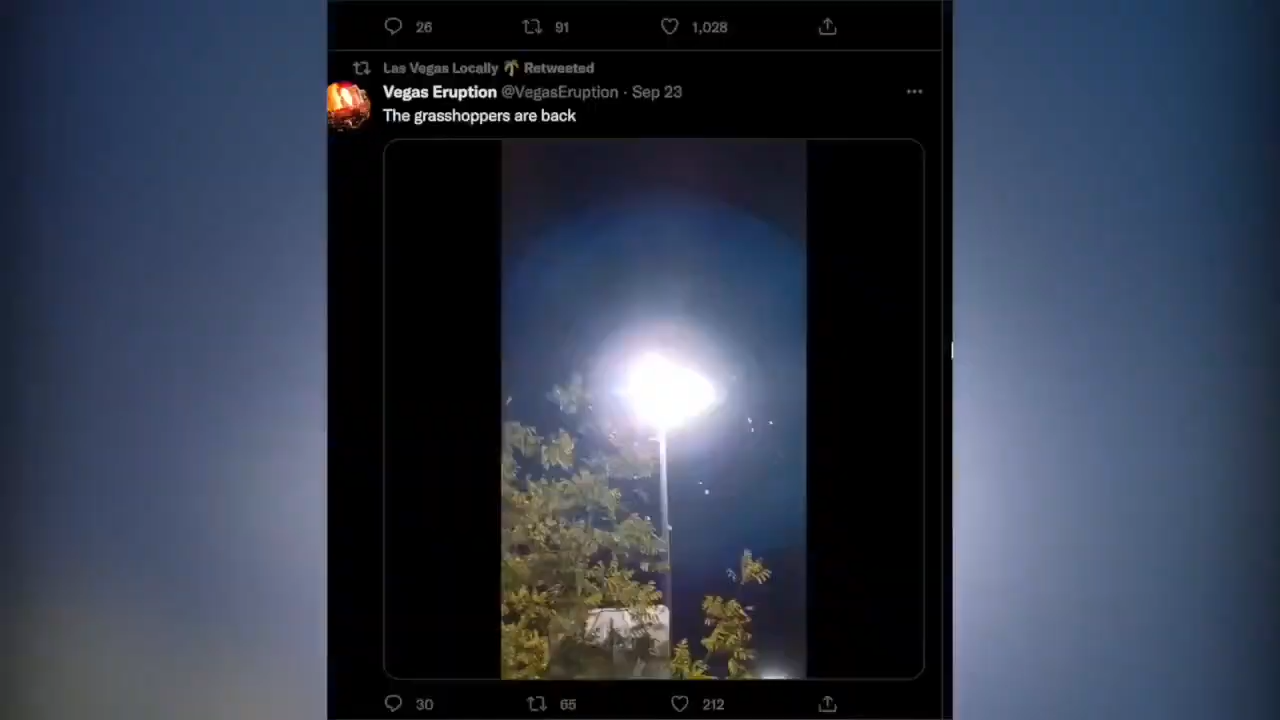 26 91 1,028
Las Vegas Locally 🌴 Retweeted
Vegas Eruption @VegasEruption · Sep 23
The grasshoppers are back
30 65 212